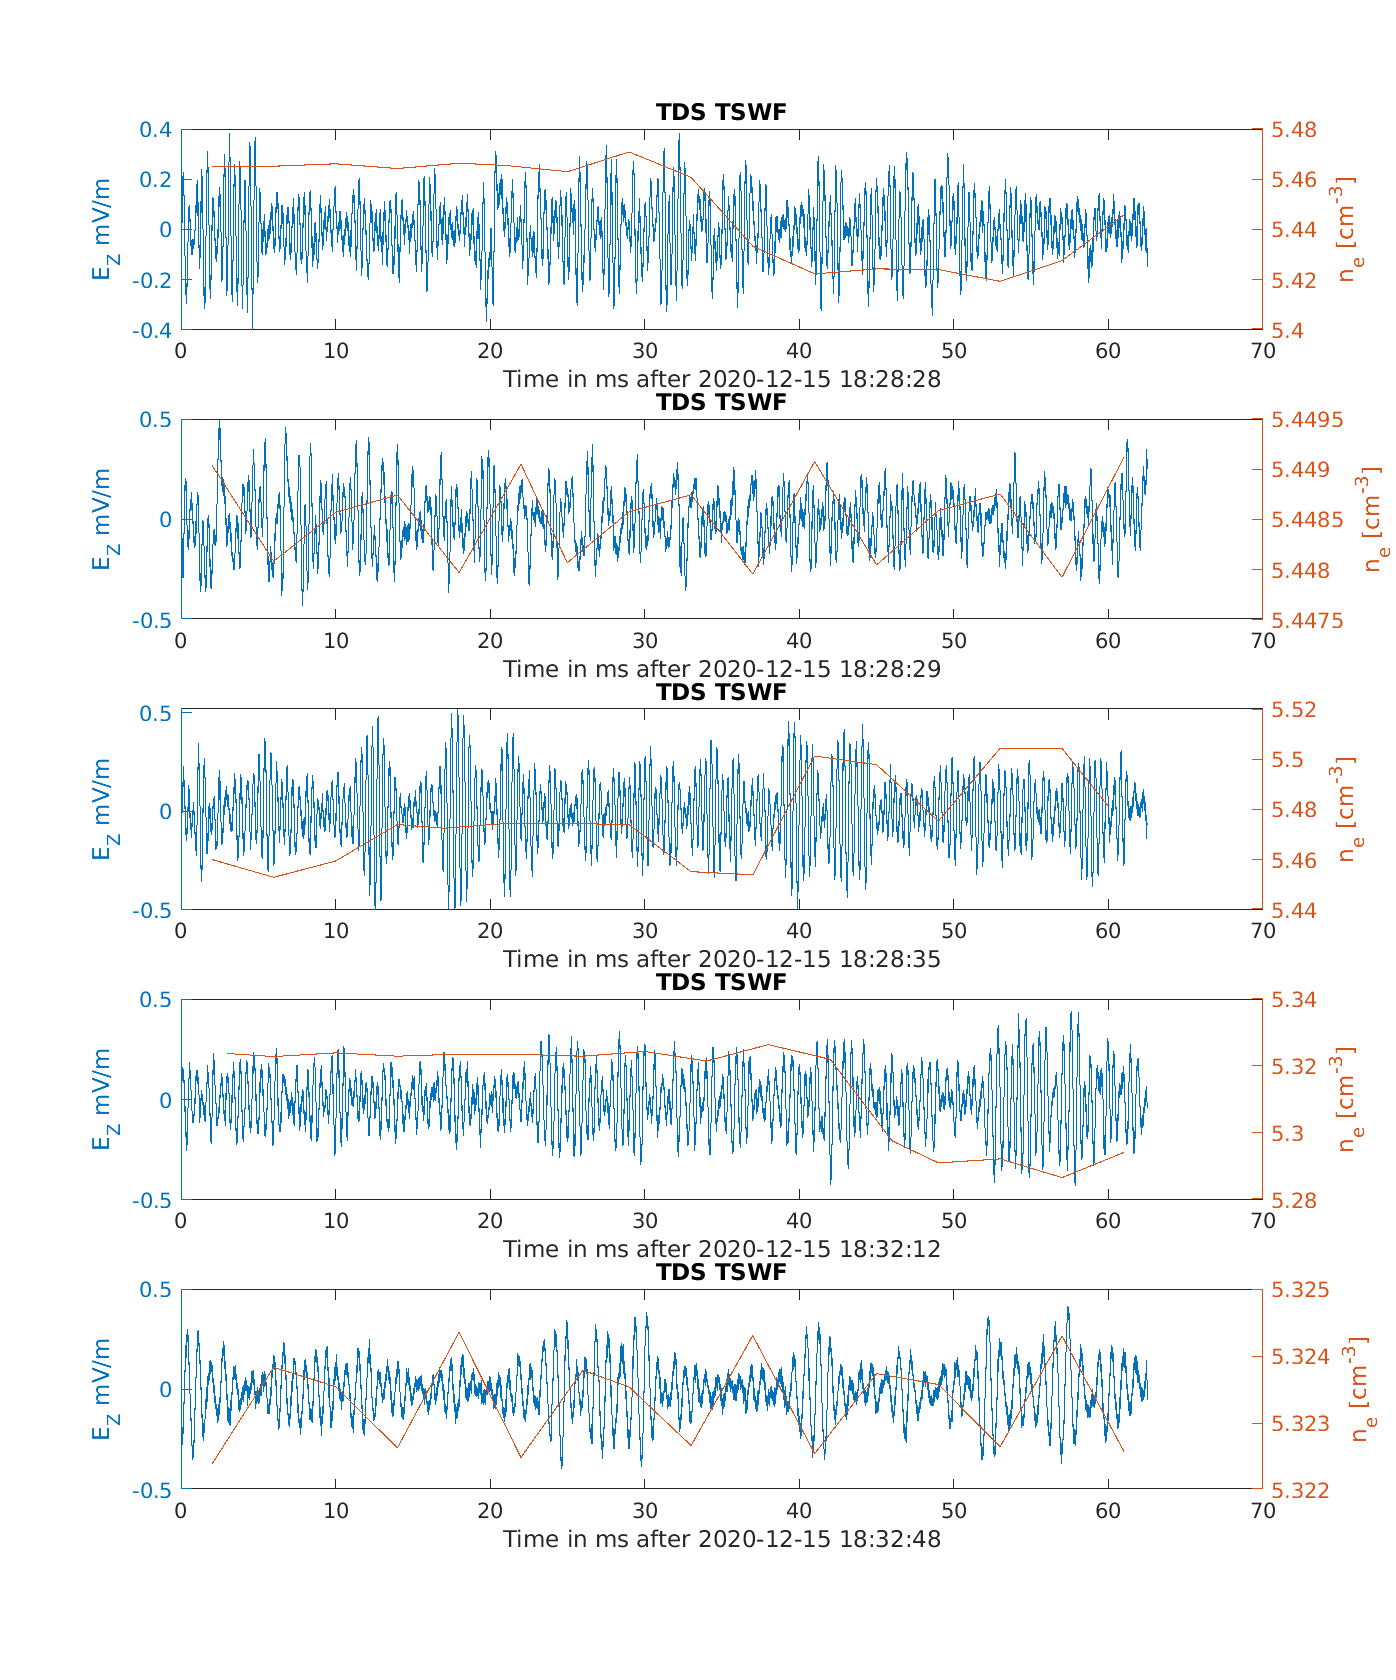 TDS TSWF
E_Z mV/m
0.4
0.2
0
-0.2
-0.4
5.48
5.46
5.44
5.42
5.4
n_e [cm^-3]
0 10 20 30 40 50 60 70
Time in ms after 2020-12-15 18:28:28
TDS TSWF
E_Z mV/m
0.5
0
-0.5
5.4495
5.449
5.4485
5.448
5.4475
n_e [cm^-3]
0 10 20 30 40 50 60 70
Time in ms after 2020-12-15 18:28:29
TDS TSWF
E_Z mV/m
0.5
0
-0.5
5.52
5.5
5.48
5.46
5.44
n_e [cm^-3]
0 10 20 30 40 50 60 70
Time in ms after 2020-12-15 18:28:35
TDS TSWF
E_Z mV/m
0.5
0
-0.5
5.34
5.32
5.3
5.28
n_e [cm^-3]
0 10 20 30 40 50 60 70
Time in ms after 2020-12-15 18:32:12
TDS TSWF
E_Z mV/m
0.5
0
-0.5
5.325
5.324
5.323
5.322
n_e [cm^-3]
0 10 20 30 40 50 60 70
Time in ms after 2020-12-15 18:32:48